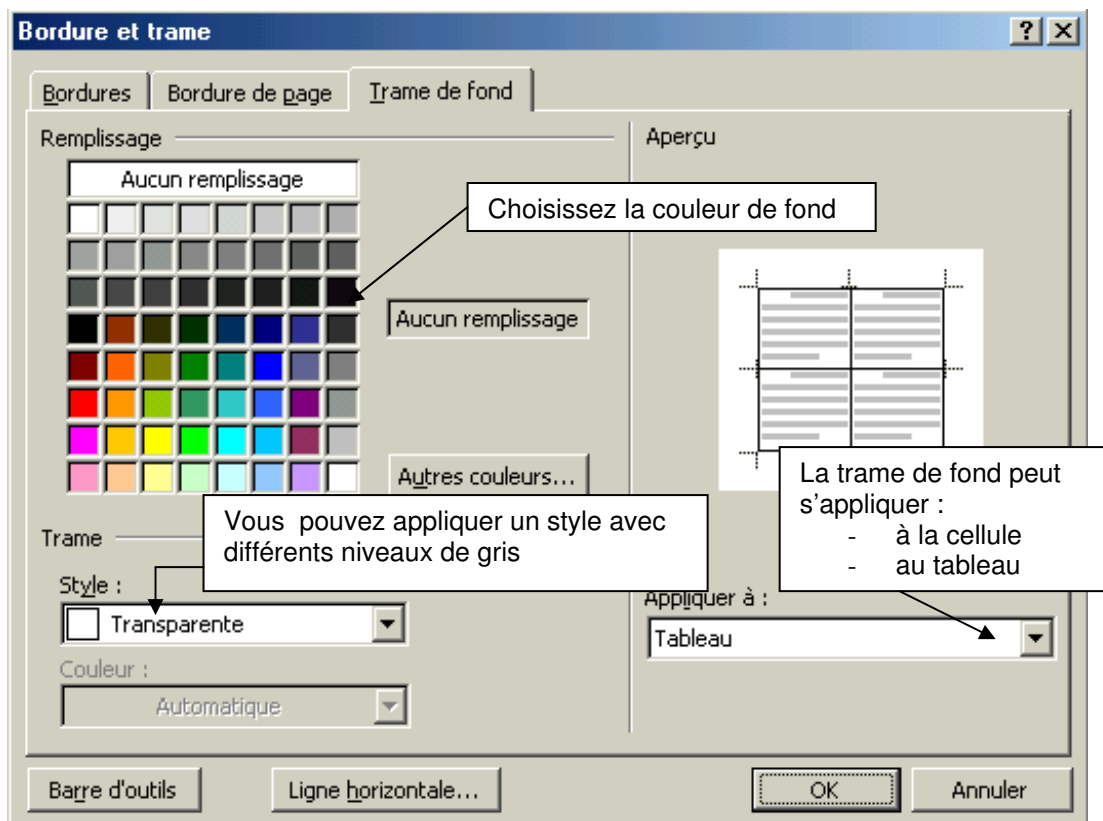 Bordure et trame
Bordures
Bordure de page
Trame de fond
Remplissage
Aperçu
Aucun remplissage
Choisissez la couleur de fond
Aucun remplissage
Autres couleurs...
La trame de fond peut
s’appliquer :
- à la cellule
- au tableau
Vous pouvez appliquer un style avec
différents niveaux de gris
Trame
Style :
Transparente
Couleur :
Automatique
Appliquer à :
Tableau
Barre d'outils
Ligne horizontale...
OK
Annuler